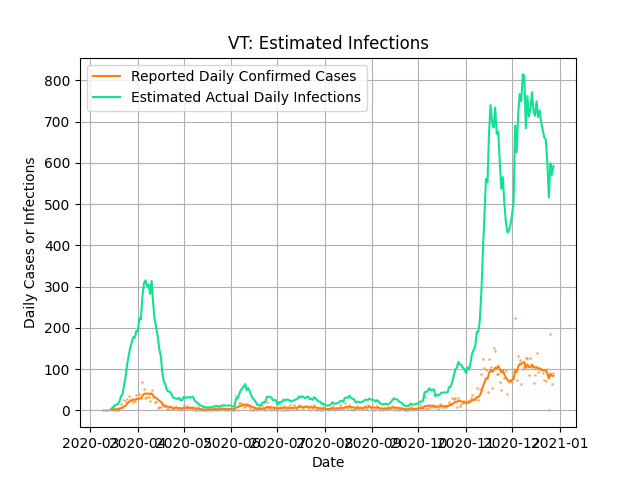 VT: Estimated Infections
Reported Daily Confirmed Cases
Estimated Actual Daily Infections
Daily Cases or Infections
800
700
600
500
400
300
200
100
0
2020-03 2020-04 2020-05 2020-06 2020-07 2020-08 2020-09 2020-10 2020-11 2020-12 2021-01
Date